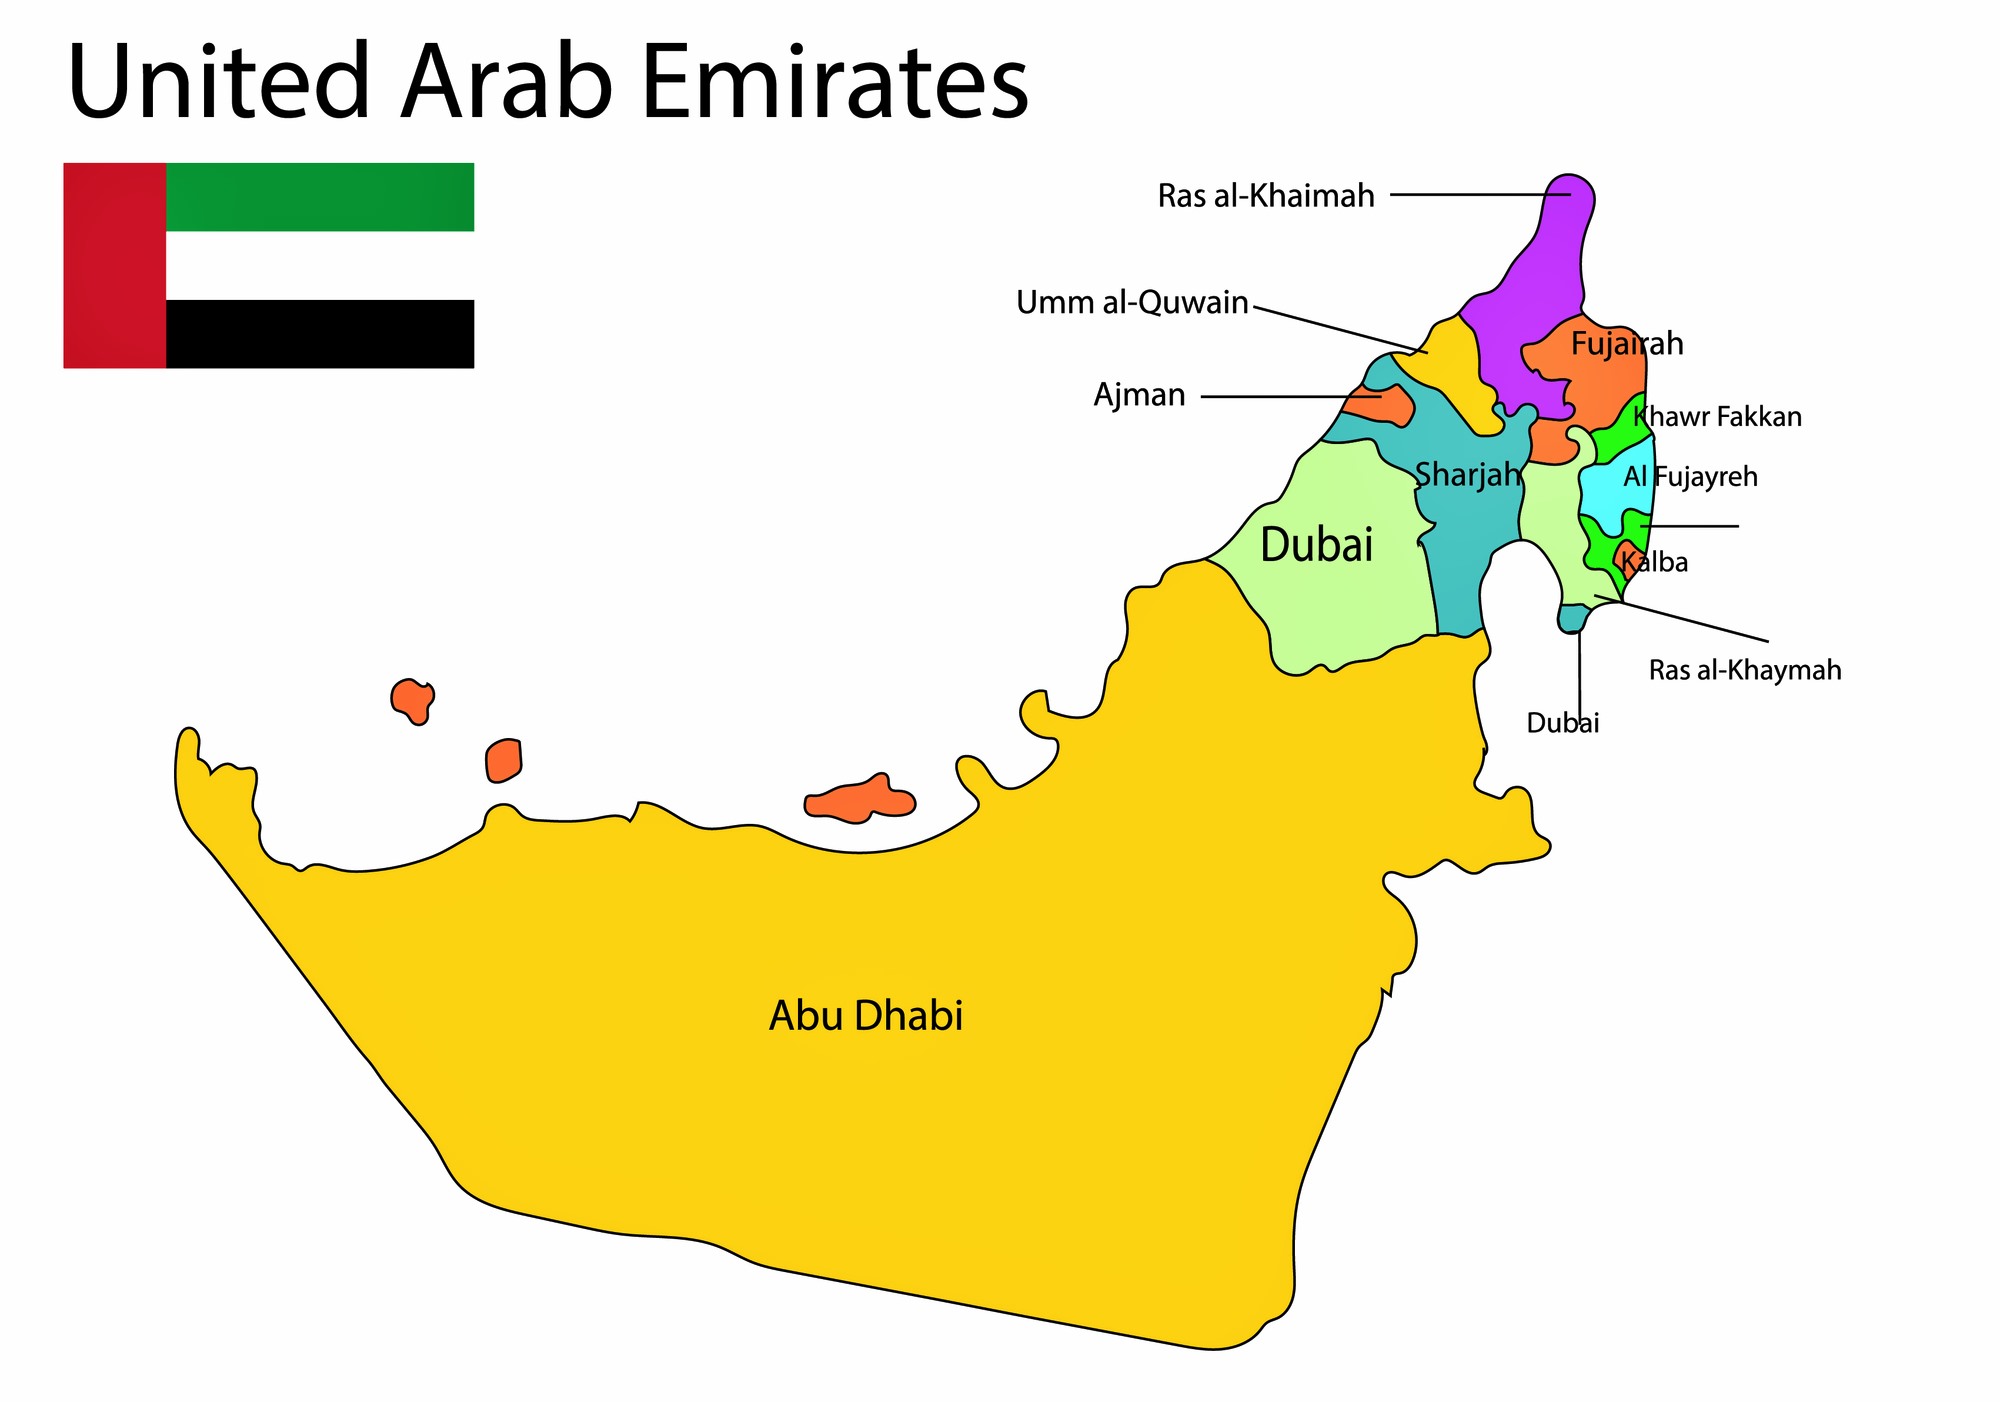 United Arab Emirates
Ras al-Khaimah
Umm al-Quwain
Fujairah
Ajman
Khawr Fakkan
Sharjah
Al Fujayreh
Dubai
Kalba
Ras al-Khaymah
Dubai
Abu Dhabi